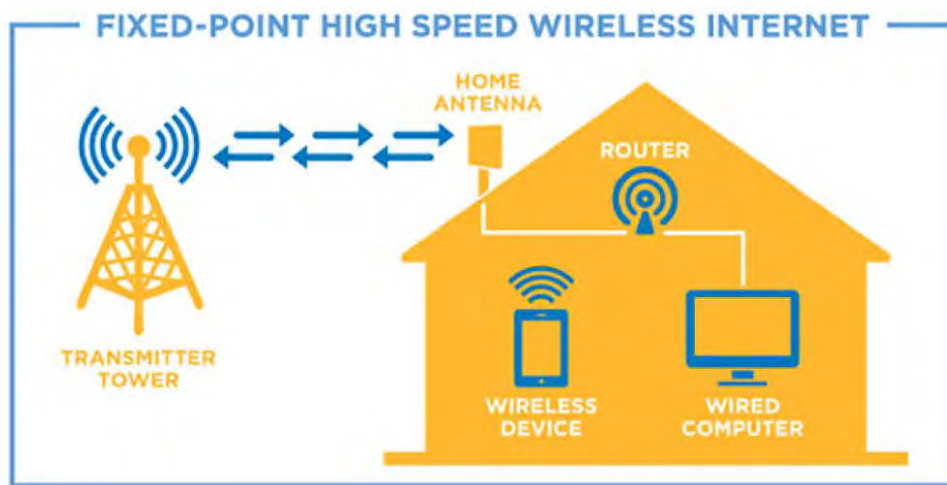 FIXED-POINT HIGH SPEED WIRELESS INTERNET
HOME
ANTENNA
ROUTER
TRANSMITTER
TOWER
WIRELESS
DEVICE
WIRED
COMPUTER